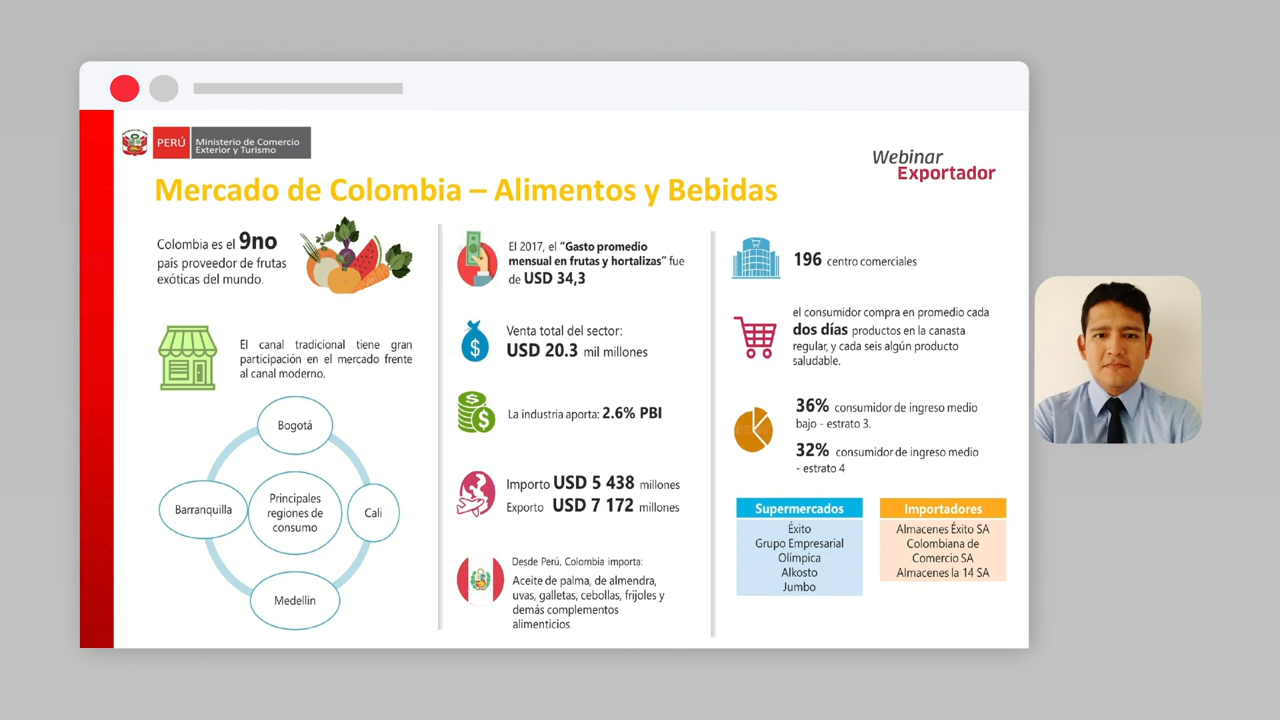 PERÚ
Ministerio de Comercio
Exterior y Turismo
Webinar
Exportador
Mercado de Colombia – Alimentos y Bebidas
Colombia es el 9no
país proveedor de frutas
exóticas del mundo.
El canal tradicional tiene gran
participación en el mercado frente
al canal moderno.
Bogotá
Barranquilla
Principales
regiones de
consumo
Cali
Medellín
El 2017, el “Gasto promedio
mensual en frutas y hortalizas” fue
de USD 34,3
Venta total del sector:
USD 20.3 mil millones
La industria aporta: 2.6% PBI
Importo USD 5 438 millones
Exporto USD 7 172 millones
Desde Perú, Colombia importa:
Aceite de palma, de almendra,
uvas, galletas, cebollas, frijoles y
demás complementos
alimenticios.
196 centro comerciales
el consumidor compra en promedio cada
dos días productos en la canasta
regular, y cada seis algún producto
saludable.
36% consumidor de ingreso medio
bajo - estrato 3.
32% consumidor de ingreso medio
- estrato 4
Supermercados
Éxito
Grupo Empresarial
Olímpica
Alkosto
Jumbo
Importadores
Almacenes Éxito SA
Colombiana de
Comercio SA
Almacenes la 14 SA